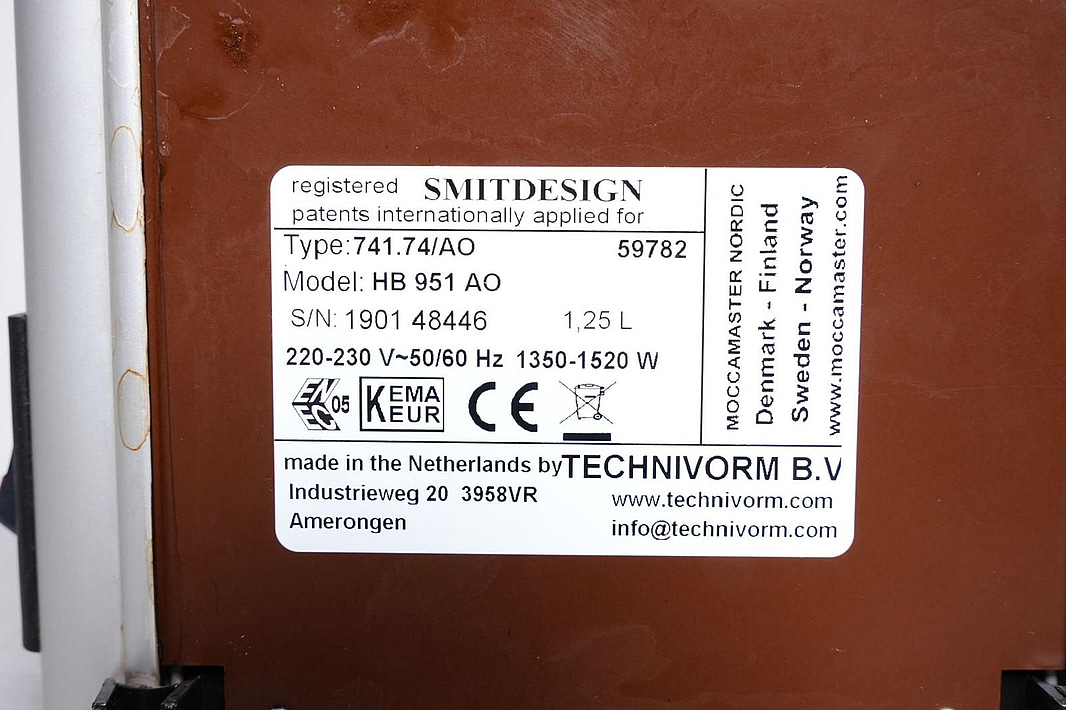 registered SMITDESIGN
patents internationally applied for
Type:741.74/AO 59782
Model: HB 951 AO
S/N: 1901 48446 1,25 L
220-230 V~50/60 Hz 1350-1520 W
ENEC 05 KEMA KEUR CE
MOCCAMASTER NORDIC
Denmark - Finland
Sweden - Norway
www.moccamaster.com
made in the Netherlands by TECHNIVORM B.V
Industrieweg 20 3958VR www.technivorm.com
Amerongen info@technivorm.com